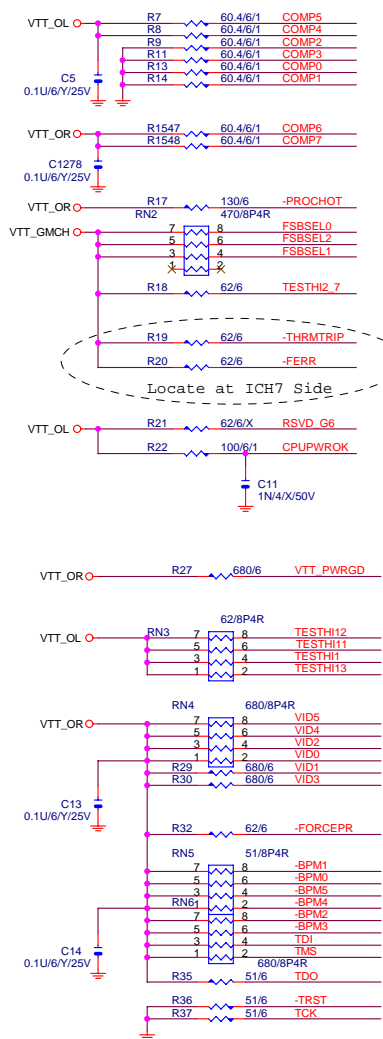 VTT_OL R7 60.4/6/1 COMP5
R8 60.4/6/1 COMP4
R9 60.4/6/1 COMP2
R11 60.4/6/1 COMP3
R13 60.4/6/1 COMP0
R14 60.4/6/1 COMP1
C5
0.1U/6/Y/25V
VTT_OR R1547 60.4/6/1 COMP6
R1548 60.4/6/1 COMP7
C1278
0.1U/6/Y/25V
VTT_OR R17 130/6 -PROCHOT
RN2 470/8P4R
VTT_GMCH 7 8 FSBSEL0
5 6 FSBSEL2
3 4 FSBSEL1
1 2
R18 62/6 TESTHI2_7
R19 62/6 -THRMTRIP
R20 62/6 -FERR
Locate at ICH7 Side
VTT_OL R21 62/6/X RSVD_G6
R22 100/6/1 CPUPWROK
C11
1N/4/X/50V
VTT_OR R27 680/6 VTT_PWRGD
62/8P4R
VTT_OL RN3 7 8 TESTHI12
5 6 TESTHI11
3 4 TESTHI1
1 2 TESTHI13
RN4 680/8P4R
VTT_OR 7 8 VID5
5 6 VID4
3 4 VID2
1 2 VID0
R29 680/6 VID1
R30 680/6 VID3
C13
0.1U/6/Y/25V
R32 62/6 -FORCEPR
RN5 51/8P4R
7 8 -BPM1
5 6 -BPM0
3 4 -BPM5
RN6 1 2 -BPM4
7 8 -BPM2
5 6 -BPM3
3 4 TDI
1 2 TMS
C14
0.1U/6/Y/25V
680/8P4R
R35 51/6 TDO
R36 51/6 -TRST
R37 51/6 TCK